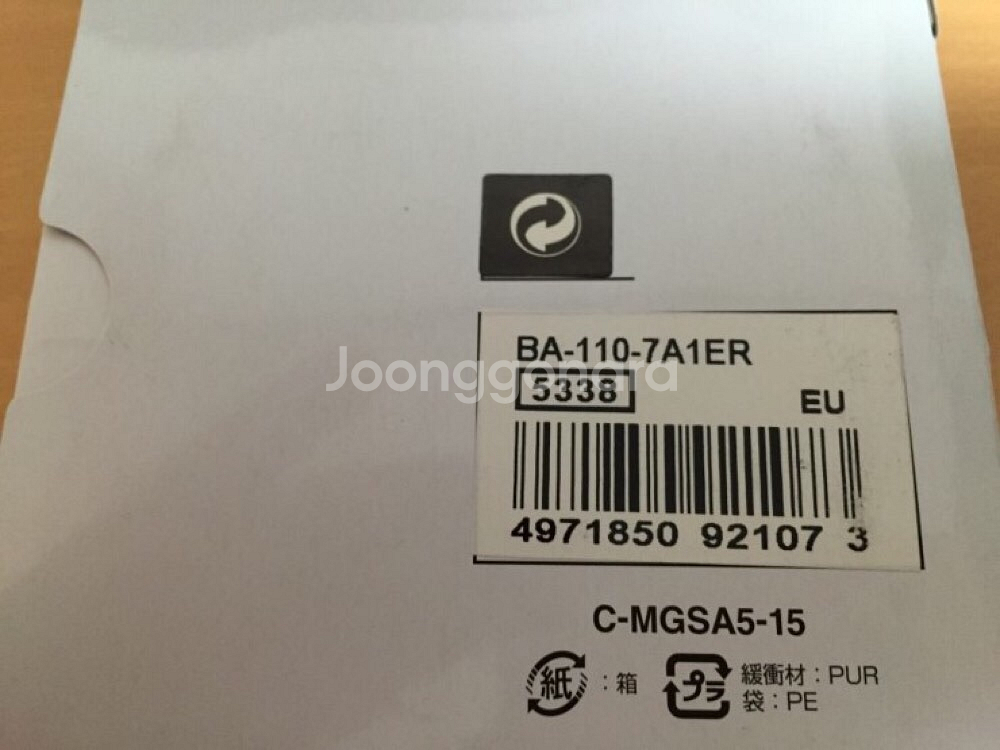 BA-110-7A1ER
Joonggonara
5338
EU
4971850 92107 3
C-MGSA5-15
紙 : 箱
プラ 緩衝材 : PUR
袋 : PE